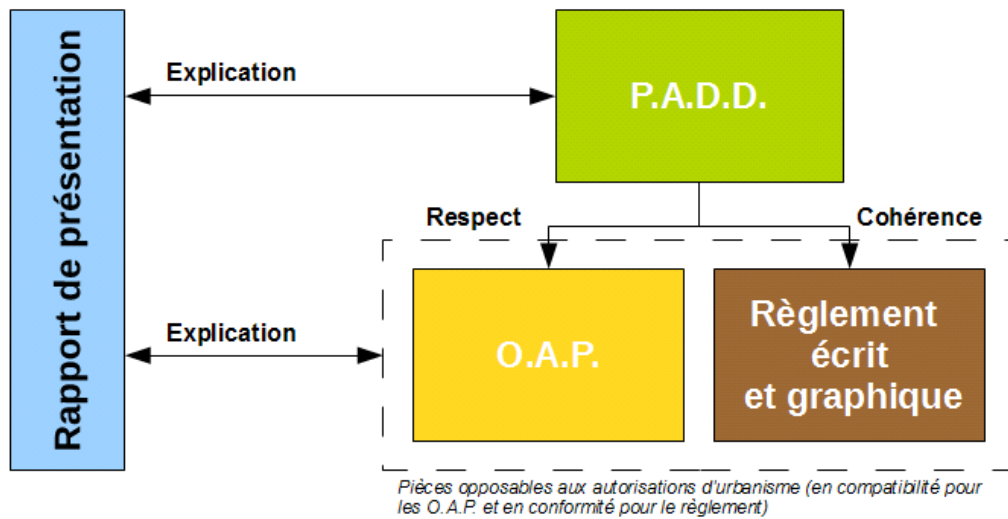 Rapport de présentation
Explication
P.A.D.D.
Respect
Cohérence
Explication
O.A.P.
Règlement
écrit
et graphique
Pièces opposables aux autorisations d'urbanisme (en compatibilité pour
les O.A.P. et en conformité pour le règlement)